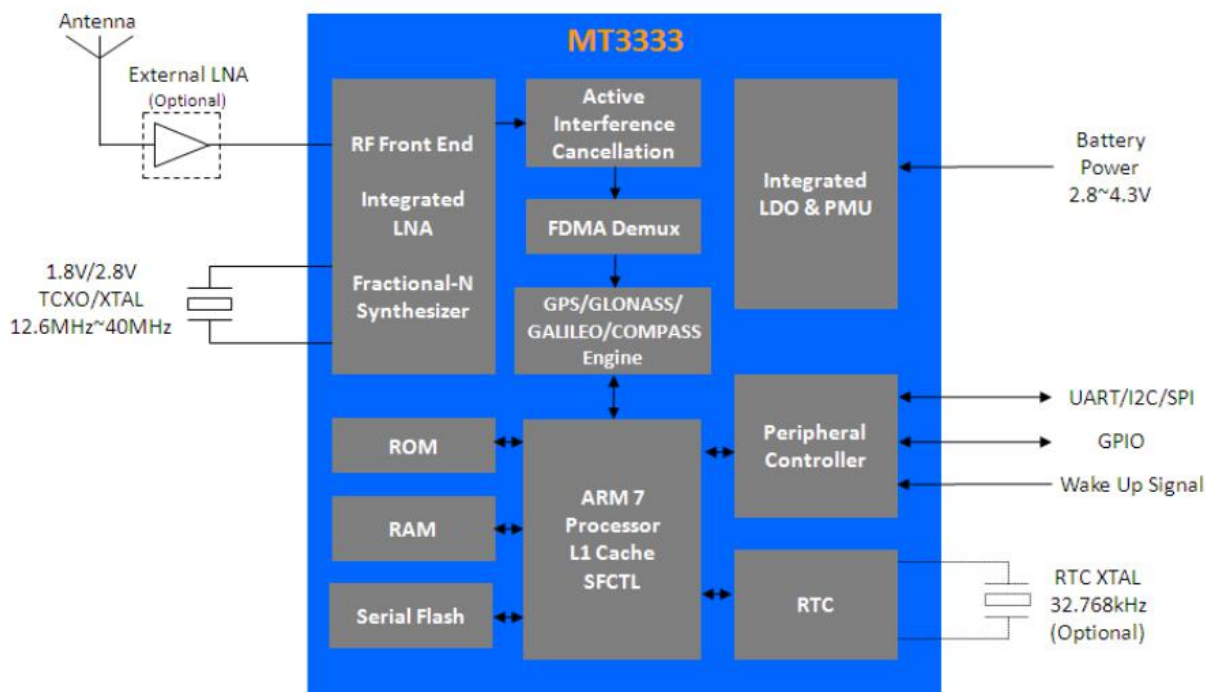 Antenna
External LNA
(Optional)
1.8V/2.8V
TCXO/XTAL
12.6MHz~40MHz
MT3333
RF Front End
Integrated
LNA
Fractional-N
Synthesizer
Active
Interference
Cancellation
FDMA Demux
GPS/GLONASS/
GALILEO/COMPASS
Engine
Integrated
LDO & PMU
Battery
Power
2.8~4.3V
ROM
RAM
Serial Flash
ARM 7
Processor
L1 Cache
SFCTL
Peripheral
Controller
UART/I2C/SPI
GPIO
Wake Up Signal
RTC
RTC XTAL
32.768kHz
(Optional)